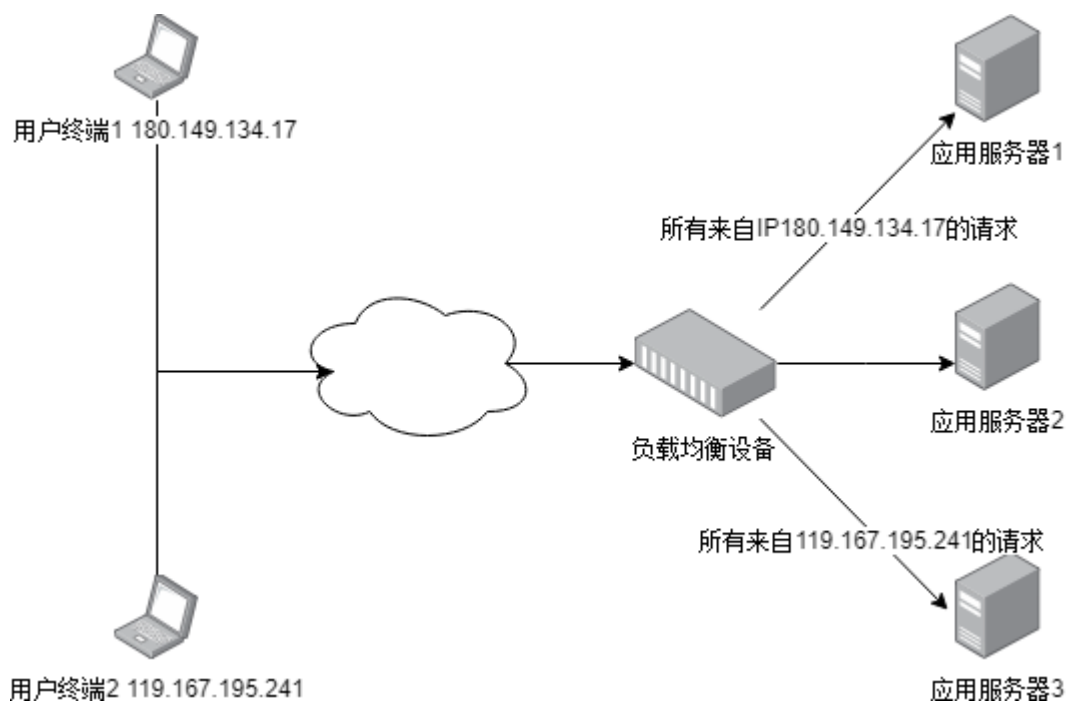 用户终端1 180.149.134.17
应用服务器1
所有来自IP180.149.134.17的请求
应用服务器2
负载均衡设备
所有来自119.167.195.241的请求
用户终端2 119.167.195.241
应用服务器3